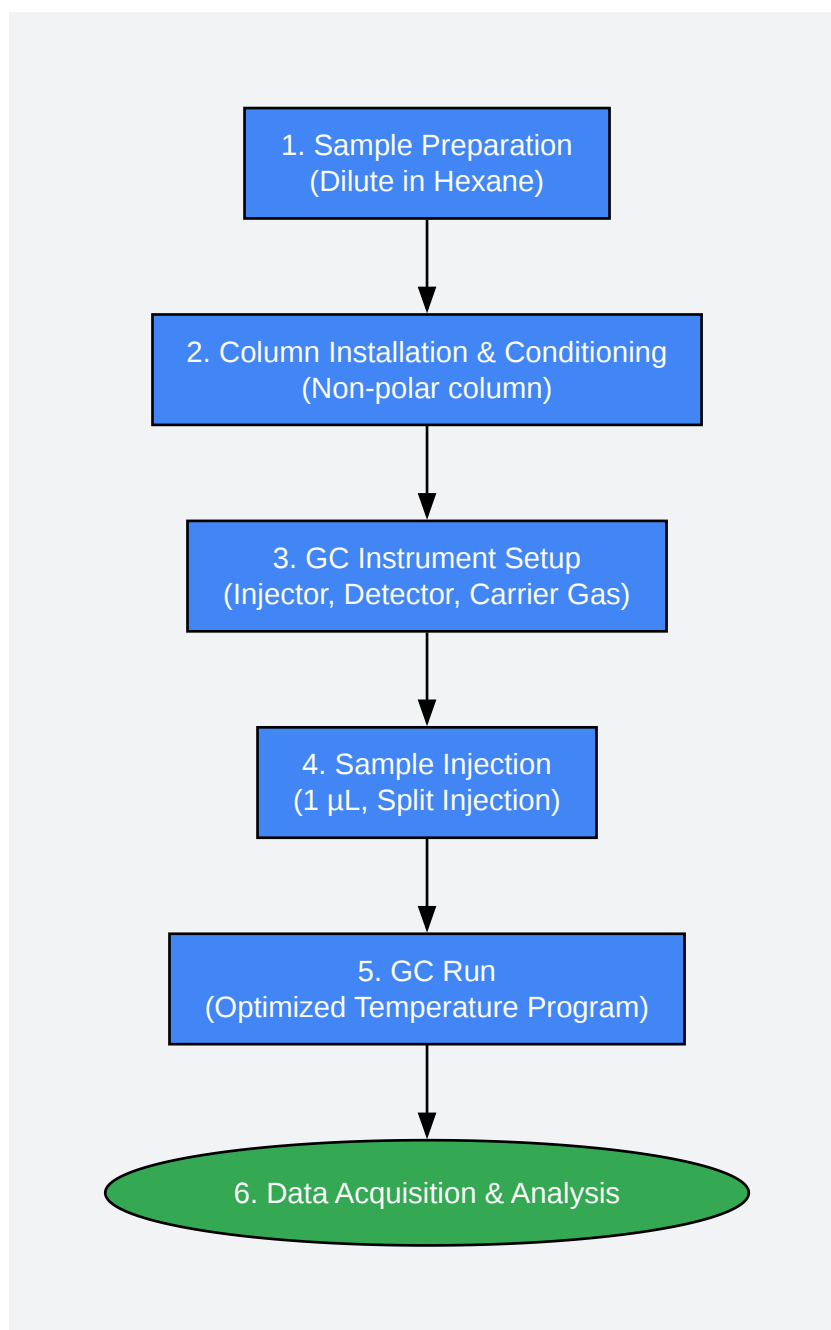 1. Sample Preparation
(Dilute in Hexane)
2. Column Installation & Conditioning
(Non-polar column)
3. GC Instrument Setup
(Injector, Detector, Carrier Gas)
4. Sample Injection
(1 µL, Split Injection)
5. GC Run
(Optimized Temperature Program)
6. Data Acquisition & Analysis